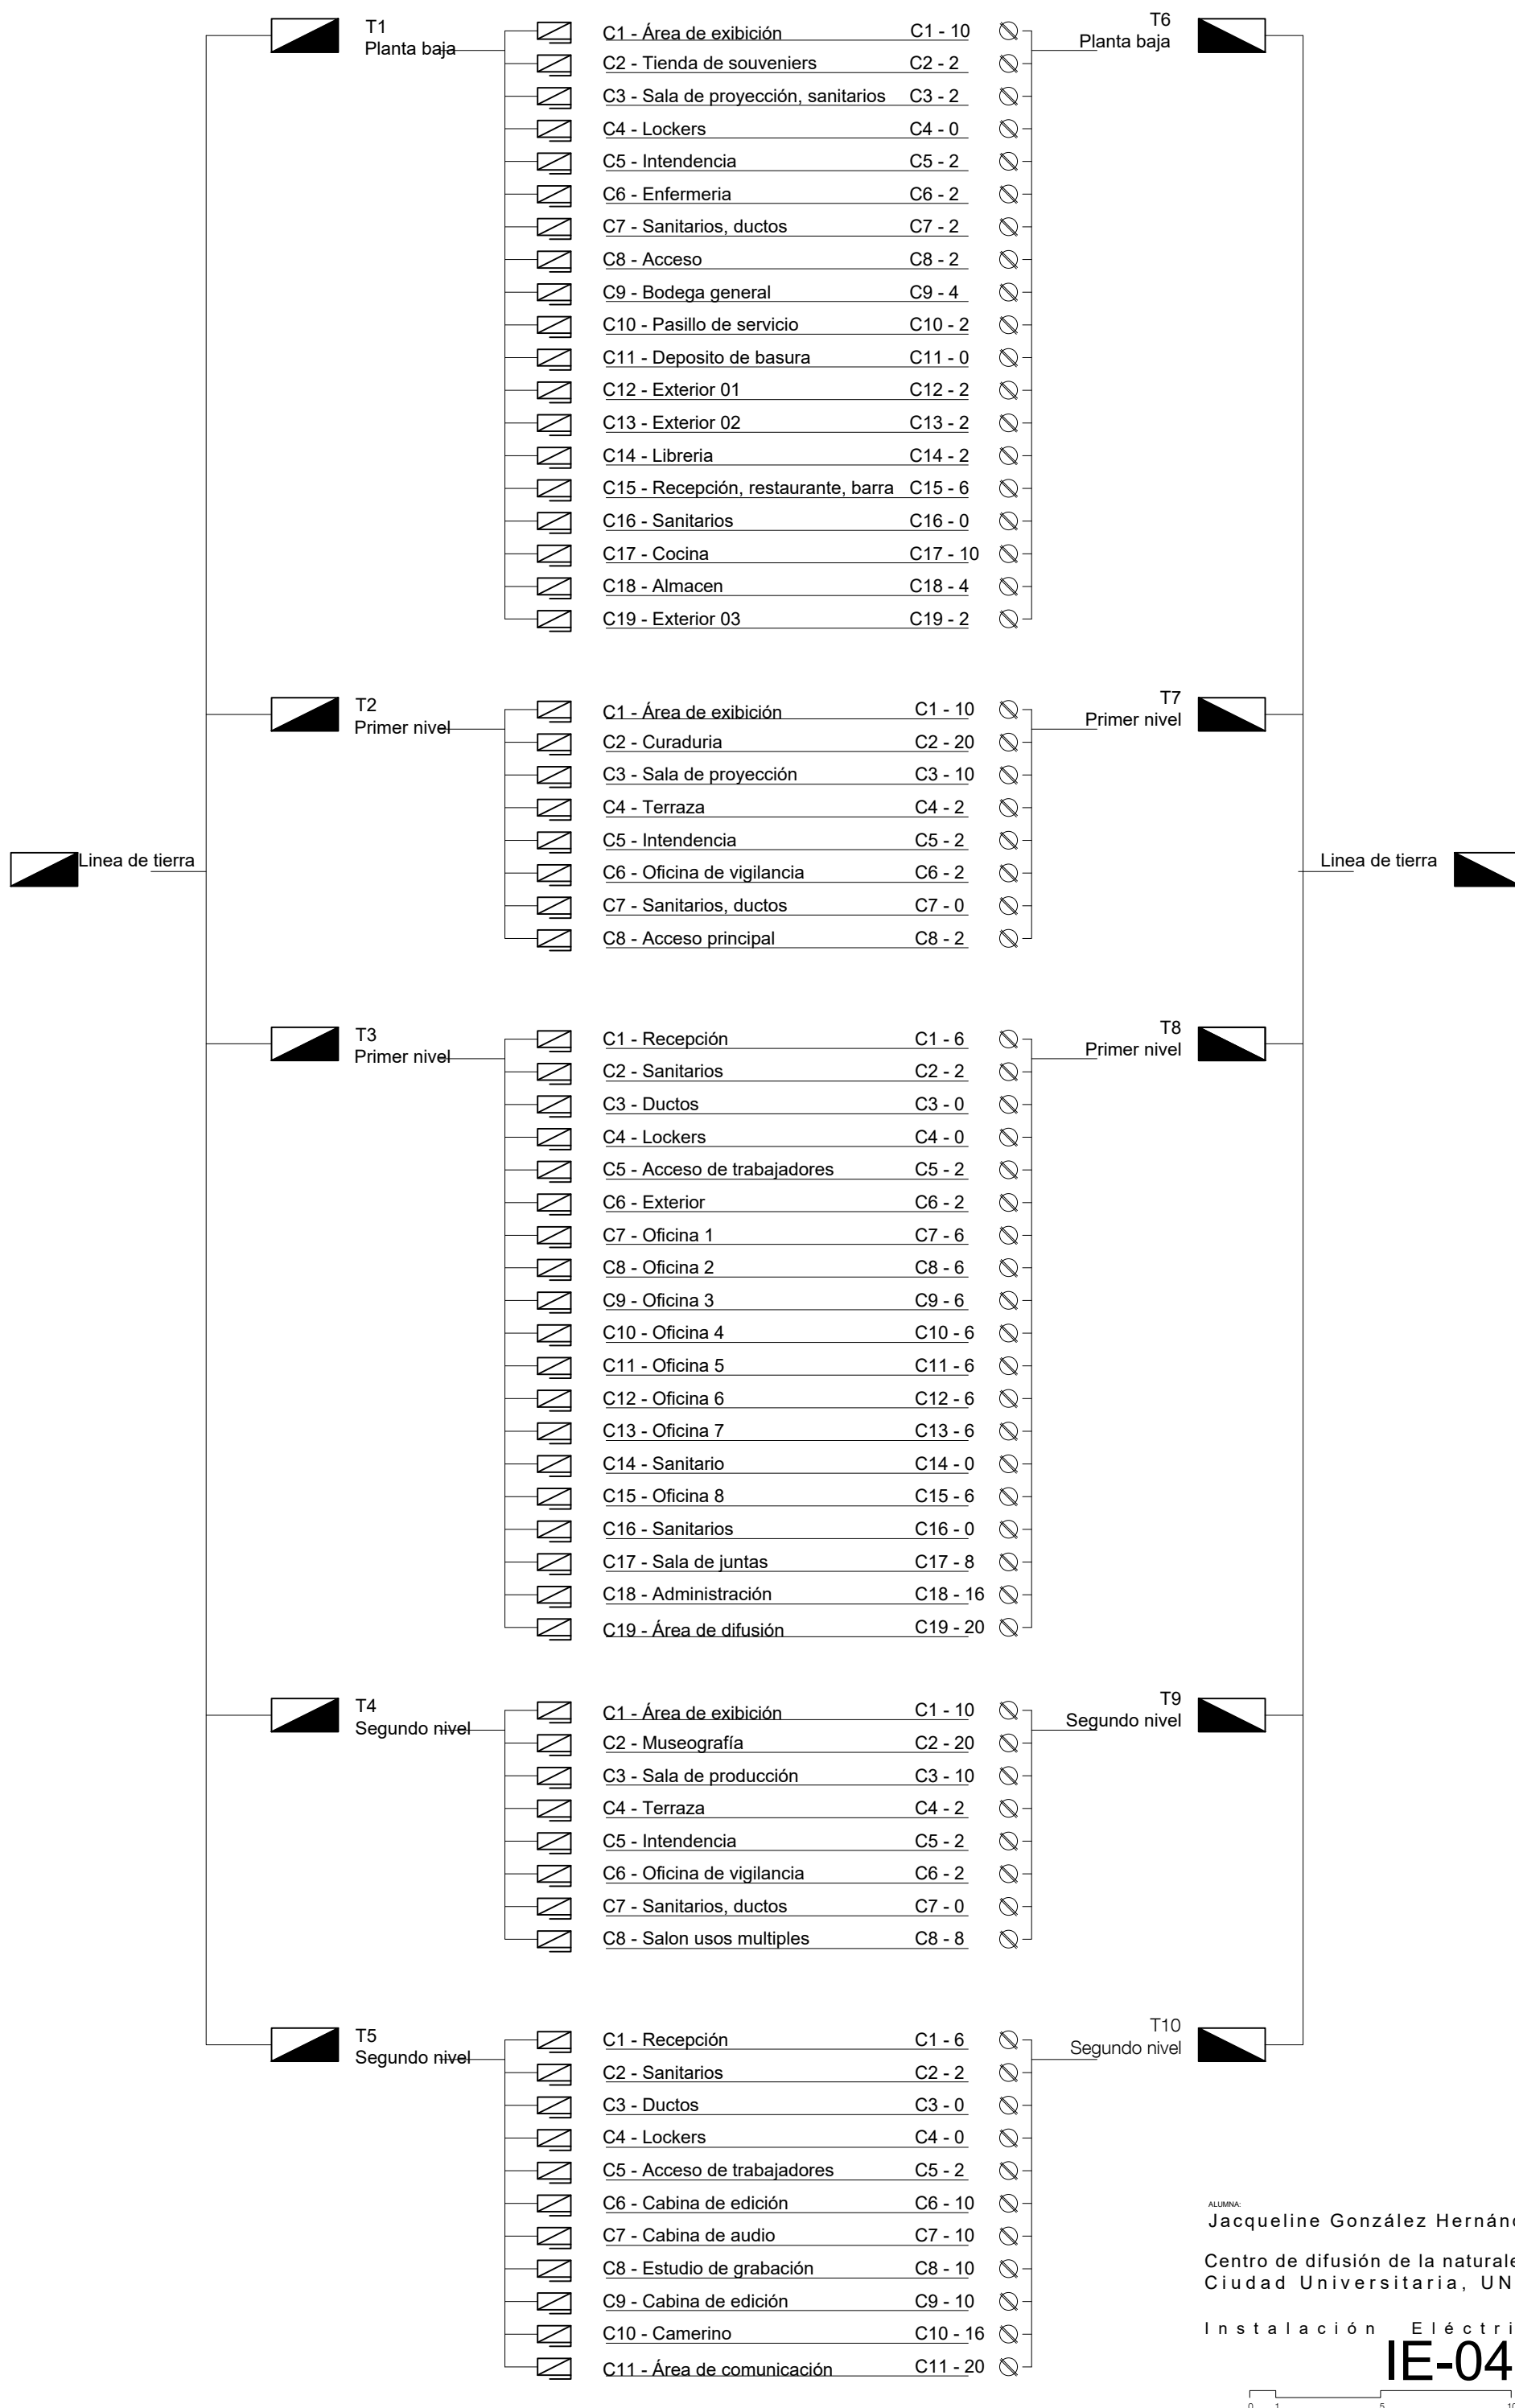 T1
Planta baja
C1 - Área de exibición C1 - 10
C2 - Tienda de souveniers C2 - 2
C3 - Sala de proyección, sanitarios C3 - 2
C4 - Lockers C4 - 0
C5 - Intendencia C5 - 2
C6 - Enfermeria C6 - 2
C7 - Sanitarios, ductos C7 - 2
C8 - Acceso C8 - 2
C9 - Bodega general C9 - 4
C10 - Pasillo de servicio C10 - 2
C11 - Deposito de basura C11 - 0
C12 - Exterior 01 C12 - 2
C13 - Exterior 02 C13 - 2
C14 - Libreria C14 - 2
C15 - Recepción, restaurante, barra C15 - 6
C16 - Sanitarios C16 - 0
C17 - Cocina C17 - 10
C18 - Almacen C18 - 4
C19 - Exterior 03 C19 - 2
T6
Planta baja
T2
Primer nivel
C1 - Área de exibición C1 - 10
C2 - Curaduria C2 - 20
C3 - Sala de proyección C3 - 10
C4 - Terraza C4 - 2
C5 - Intendencia C5 - 2
C6 - Oficina de vigilancia C6 - 2
C7 - Sanitarios, ductos C7 - 0
C8 - Acceso principal C8 - 2
T7
Primer nivel
Linea de tierra
Linea de tierra
T3
Primer nivel
C1 - Recepción C1 - 6
C2 - Sanitarios C2 - 2
C3 - Ductos C3 - 0
C4 - Lockers C4 - 0
C5 - Acceso de trabajadores C5 - 2
C6 - Exterior C6 - 2
C7 - Oficina 1 C7 - 6
C8 - Oficina 2 C8 - 6
C9 - Oficina 3 C9 - 6
C10 - Oficina 4 C10 - 6
C11 - Oficina 5 C11 - 6
C12 - Oficina 6 C12 - 6
C13 - Oficina 7 C13 - 6
C14 - Sanitario C14 - 0
C15 - Oficina 8 C15 - 6
C16 - Sanitarios C16 - 0
C17 - Sala de juntas C17 - 8
C18 - Administración C18 - 16
C19 - Área de difusión C19 - 20
T8
Primer nivel
T4
Segundo nivel
C1 - Área de exibición C1 - 10
C2 - Museografía C2 - 20
C3 - Sala de producción C3 - 10
C4 - Terraza C4 - 2
C5 - Intendencia C5 - 2
C6 - Oficina de vigilancia C6 - 2
C7 - Sanitarios, ductos C7 - 0
C8 - Salon usos multiples C8 - 8
T9
Segundo nivel
T5
Segundo nivel
C1 - Recepción C1 - 6
C2 - Sanitarios C2 - 2
C3 - Ductos C3 - 0
C4 - Lockers C4 - 0
C5 - Acceso de trabajadores C5 - 2
C6 - Cabina de edición C6 - 10
C7 - Cabina de audio C7 - 10
C8 - Estudio de grabación C8 - 10
C9 - Cabina de edición C9 - 10
C10 - Camerino C10 - 16
C11 - Área de comunicación C11 - 20
T10
Segundo nivel
ALUMNA:
Jacqueline González Hernánd
Centro de difusión de la naturale
Ciudad Universitaria, UN
Instalación Eléctri
IE-04
0 1 5 10